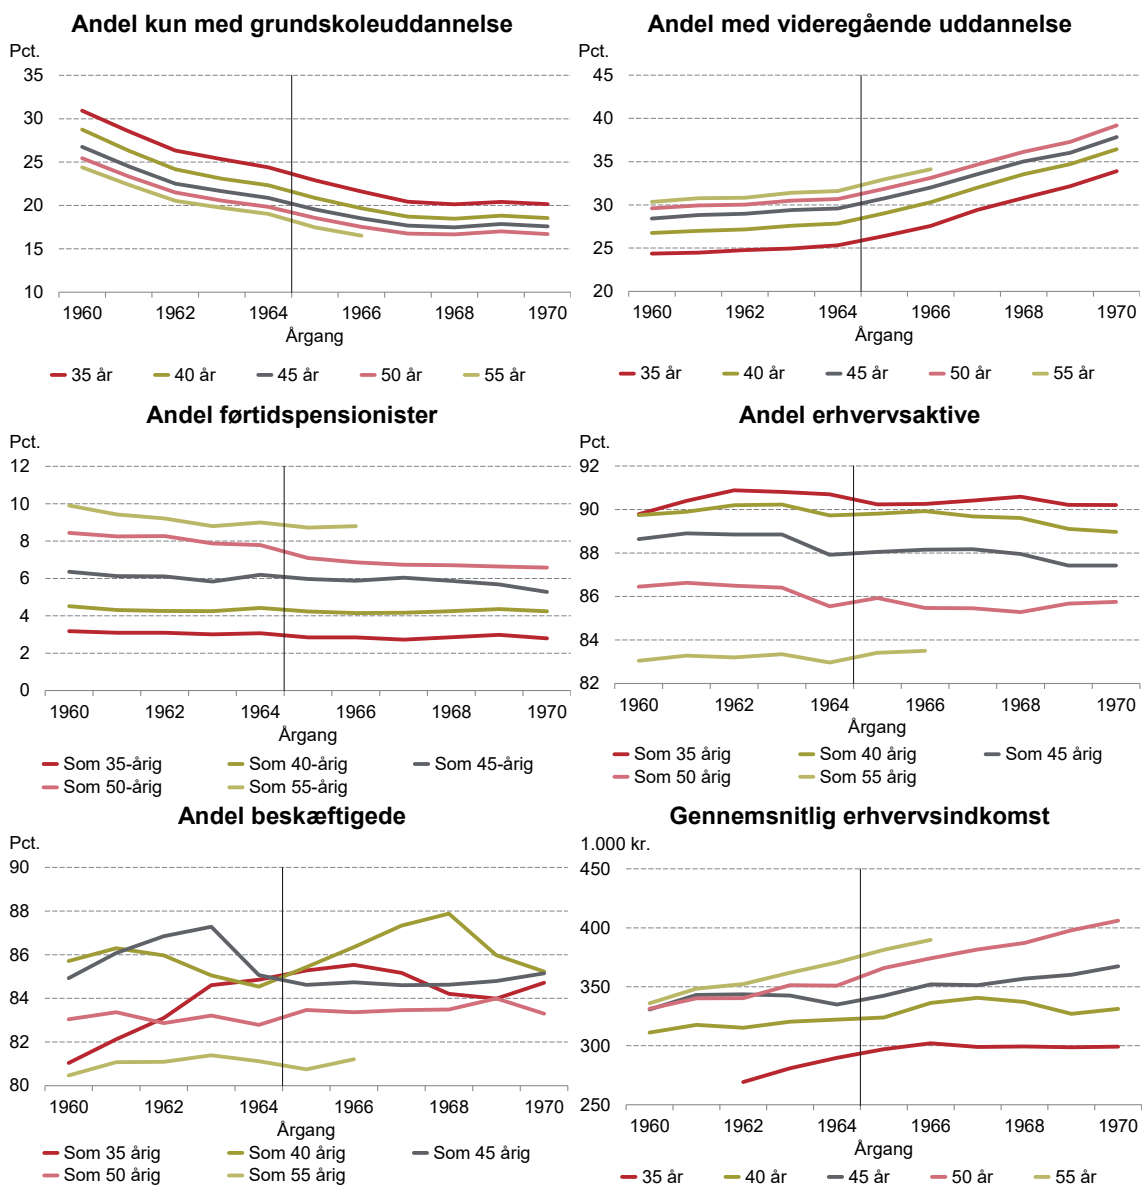 Andel kun med grundskoleuddannelse
Pct.
35
30
25
20
15
10
1960 1962 1964 1966 1968 1970
Årgang
35 år 40 år 45 år 50 år 55 år
Andel med videregående uddannelse
Pct.
45
40
35
30
25
20
1960 1962 1964 1966 1968 1970
Årgang
35 år 40 år 45 år 50 år 55 år
Andel førtidspensionister
Pct.
12
10
8
6
4
2
0
1960 1962 1964 1966 1968 1970
Årgang
Som 35-årig Som 40-årig Som 45-årig
Som 50-årig Som 55-årig
Andel erhvervsaktive
Pct.
92
90
88
86
84
82
1960 1962 1964 1966 1968 1970
Årgang
Som 35 årig Som 40 årig Som 45 årig
Som 50 årig Som 55 årig
Andel beskæftigede
Pct.
90
88
86
84
82
80
1960 1962 1964 1966 1968 1970
Årgang
Som 35 årig Som 40 årig Som 45 årig
Som 50 årig Som 55 årig
Gennemsnitlig erhvervsindkomst
1.000 kr.
450
400
350
300
250
1960 1962 1964 1966 1968 1970
Årgang
35 år 40 år 45 år 50 år 55 år